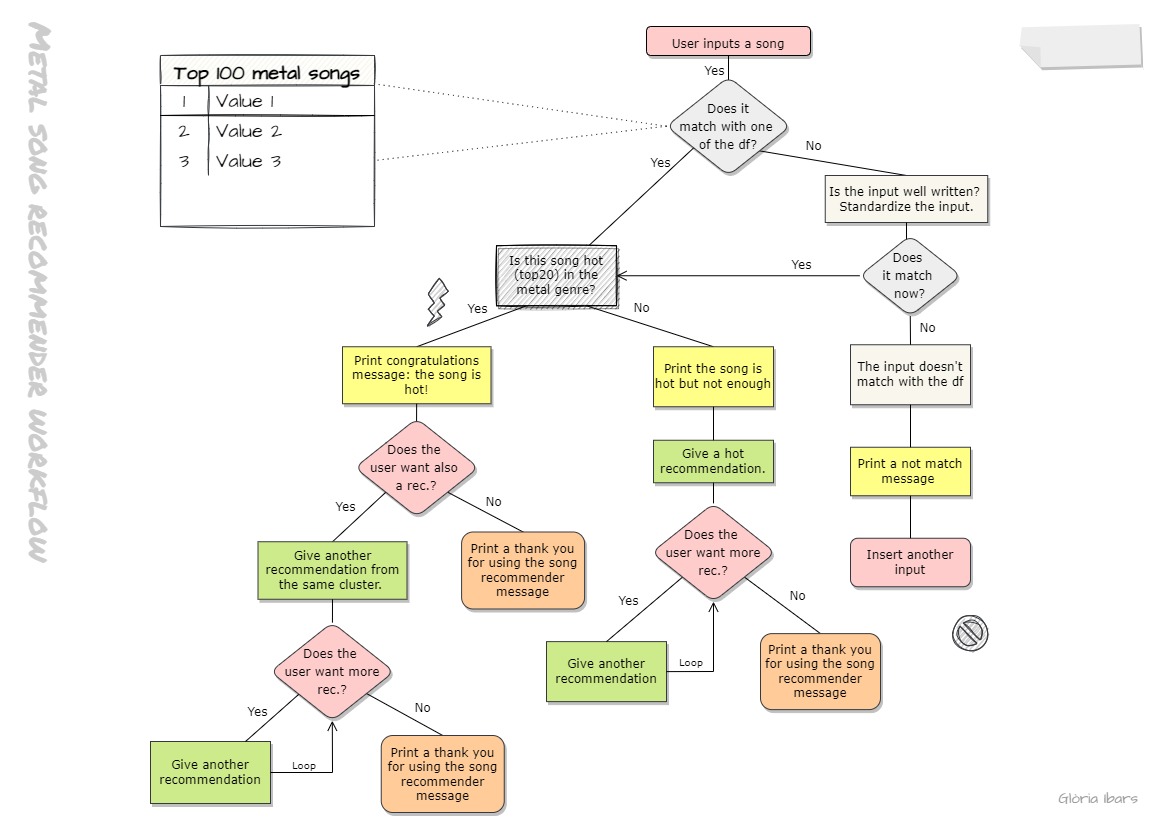 METAL SONG RECOMMENDER WORKFLOW
User inputs a song
Yes
Top 100 metal songs
1 Value 1
2 Value 2
3 Value 3
Does it
match with one
of the df?
Yes
No
Is the input well written?
Standardize the input.
Is this song hot
(top20) in the
metal genre?
Yes
Does
it match
now?
Yes
No
No
Print congratulations
message: the song is
hot!
Print the song is
hot but not enough
The input doesn't
match with the df
Does the
user want also
a rec.?
Give a hot
recommendation.
Print a not match
message
Yes
No
Give another
recommendation from
the same cluster.
Print a thank you
for using the song
recommender
message
Does the
user want more
rec.?
Insert another
input
Yes
No
Does the
user want more
rec.?
Give another
recommendation
Loop
Print a thank you
for using the song
recommender
message
Yes
No
Give another
recommendation
Loop
Print a thank you
for using the song
recommender
message
Glòria Ibars